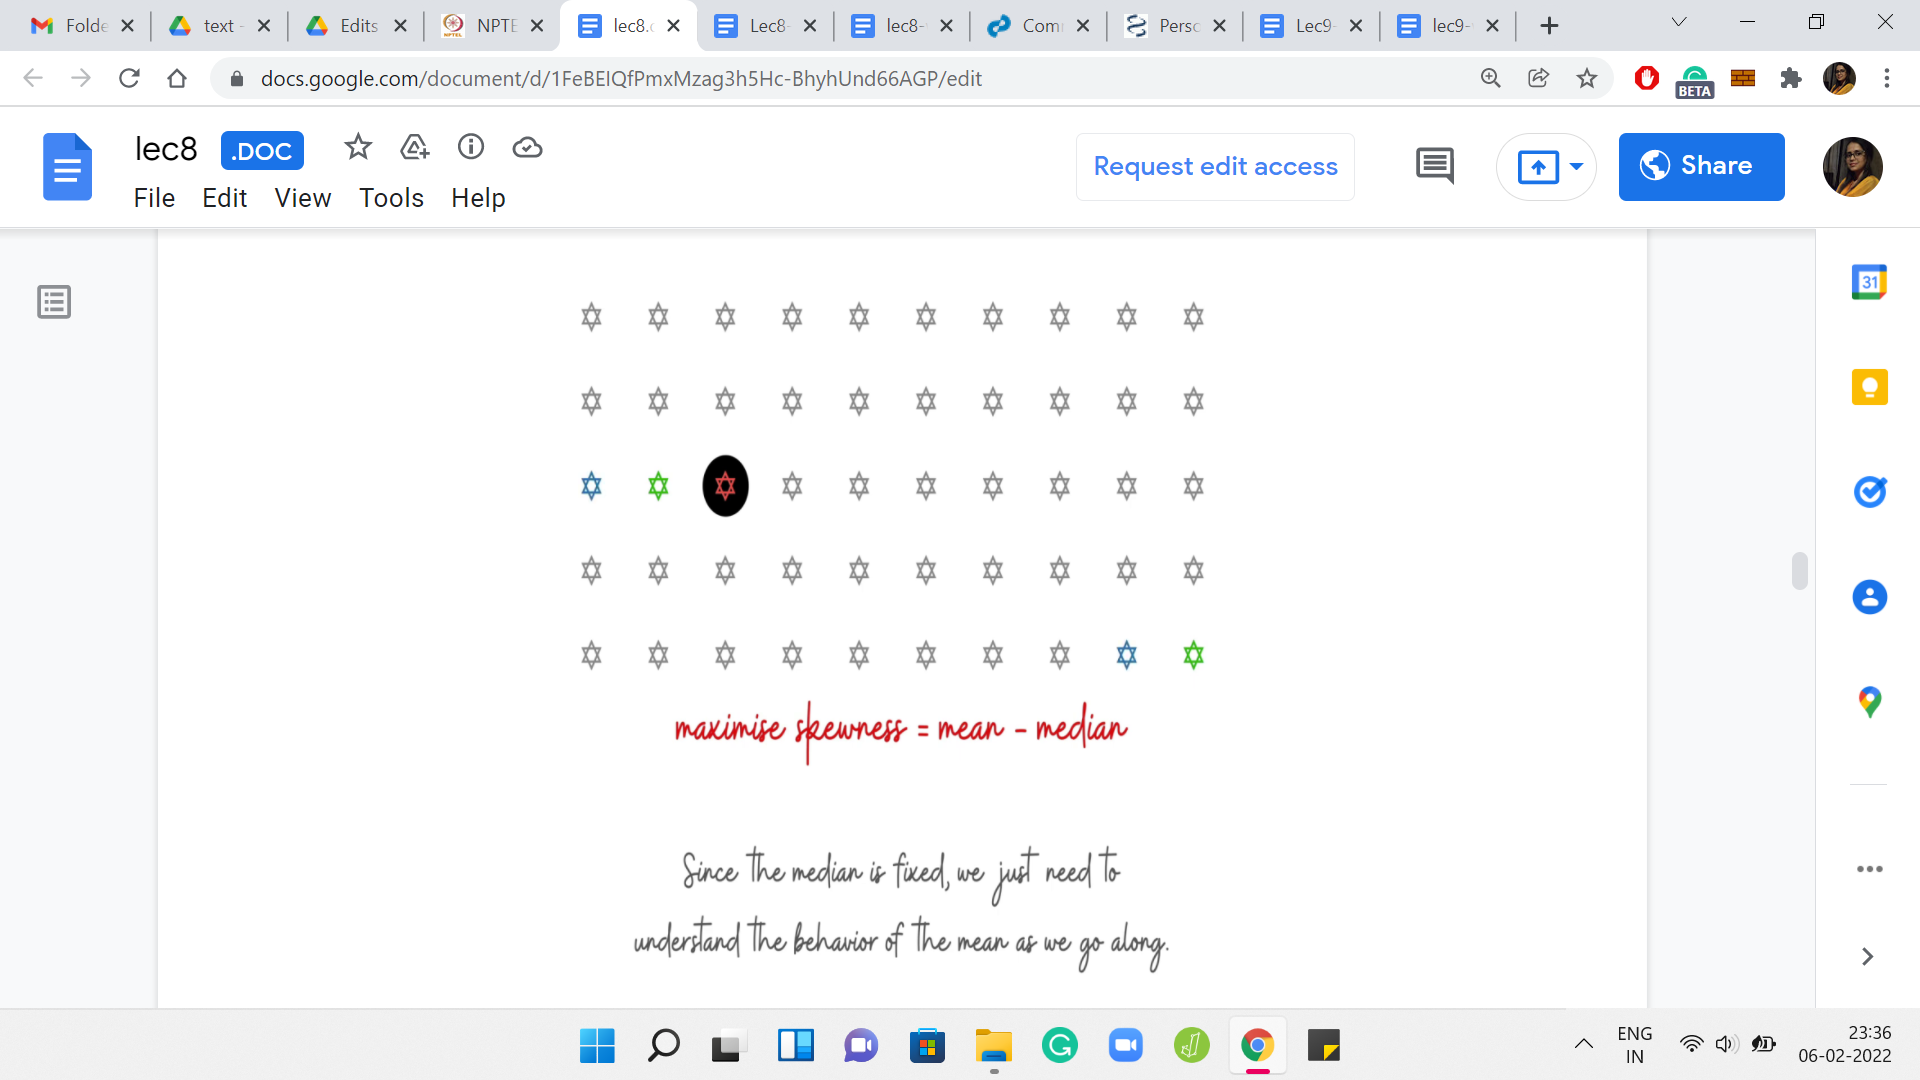 Folde
text -
Edits
NPTE
lec8.
Lec8-
lec8-
Com
Perso
Lec9-
lec9-
docs.google.com/document/d/1FeBEIQfPmxMzag3h5Hc-BhyhUnd66AGP/edit
BETA
lec8 .DOC
Request edit access
Share
File Edit View Tools Help
31
maximise skewness = mean - median
Since the median is fixed, we just need to
understand the behavior of the mean as we go along.
ENG
IN
23:36
06-02-2022